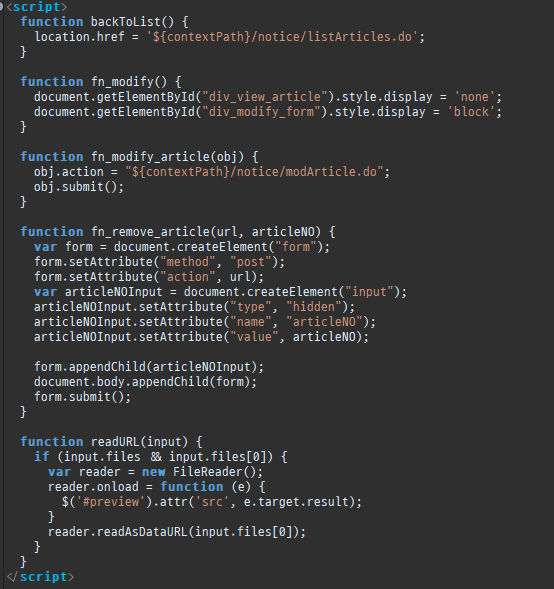 <script>
  function backToList() {
    location.href = '${contextPath}/notice/listArticles.do';
  }

  function fn_modify() {
    document.getElementById("div_view_article").style.display = 'none';
    document.getElementById("div_modify_form").style.display = 'block';
  }

  function fn_modify_article(obj) {
    obj.action = "${contextPath}/notice/modArticle.do";
    obj.submit();
  }

  function fn_remove_article(url, articleNO) {
    var form = document.createElement("form");
    form.setAttribute("method", "post");
    form.setAttribute("action", url);
    var articleNOInput = document.createElement("input");
    articleNOInput.setAttribute("type", "hidden");
    articleNOInput.setAttribute("name", "articleNO");
    articleNOInput.setAttribute("value", articleNO);

    form.appendChild(articleNOInput);
    document.body.appendChild(form);
    form.submit();
  }

  function readURL(input) {
    if (input.files && input.files[0]) {
      var reader = new FileReader();
      reader.onload = function (e) {
        $('#preview').attr('src', e.target.result);
      }
      reader.readAsDataURL(input.files[0]);
    }
  }
</script>